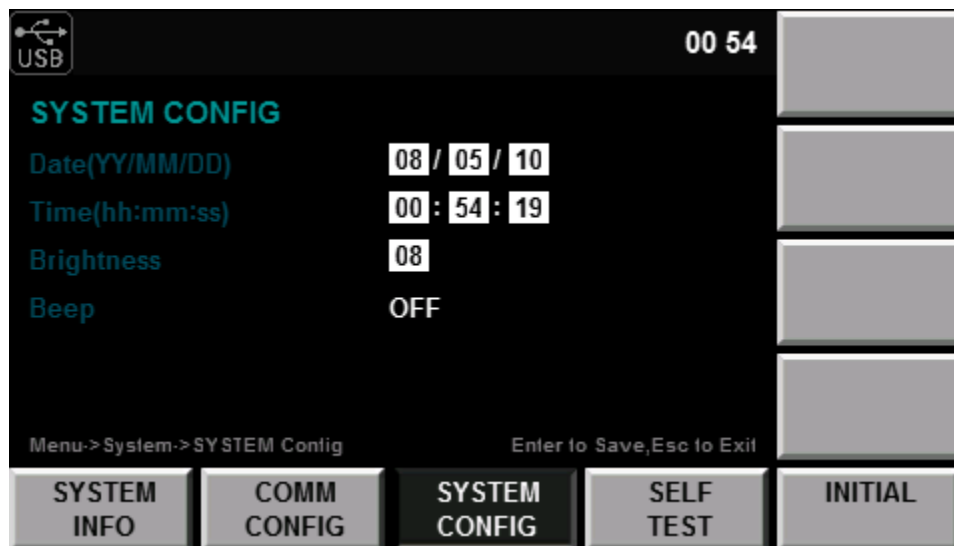 USB
00 54
SYSTEM CONFIG
Date(YY/MM/DD) 08 / 05 / 10
Time(hh:mm:ss) 00 : 54 : 19
Brightness 08
Beep OFF
Menu->System->SYSTEM Config Enter to Save,Esc to Exit
SYSTEM INFO
COMM CONFIG
SYSTEM CONFIG
SELF TEST
INITIAL